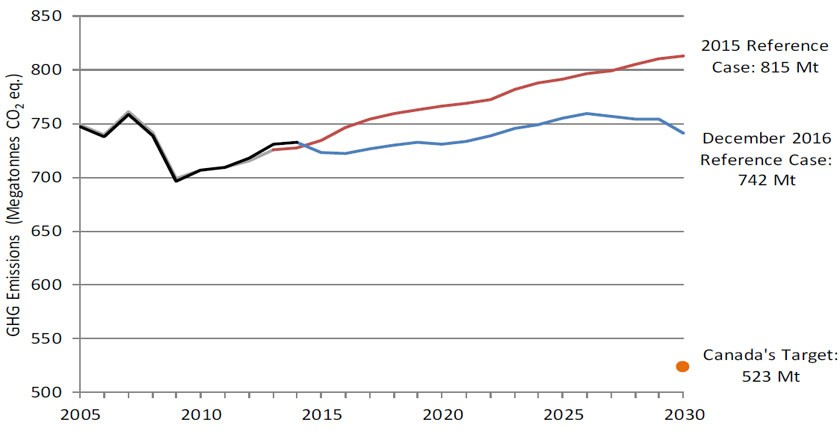 GHG Emissions (Megatonnes CO2 eq.)
850
800
750
700
650
600
550
500
2005
2010
2015
2020
2025
2030
2015 Reference
Case: 815 Mt
December 2016
Reference Case:
742 Mt
Canada's Target:
523 Mt